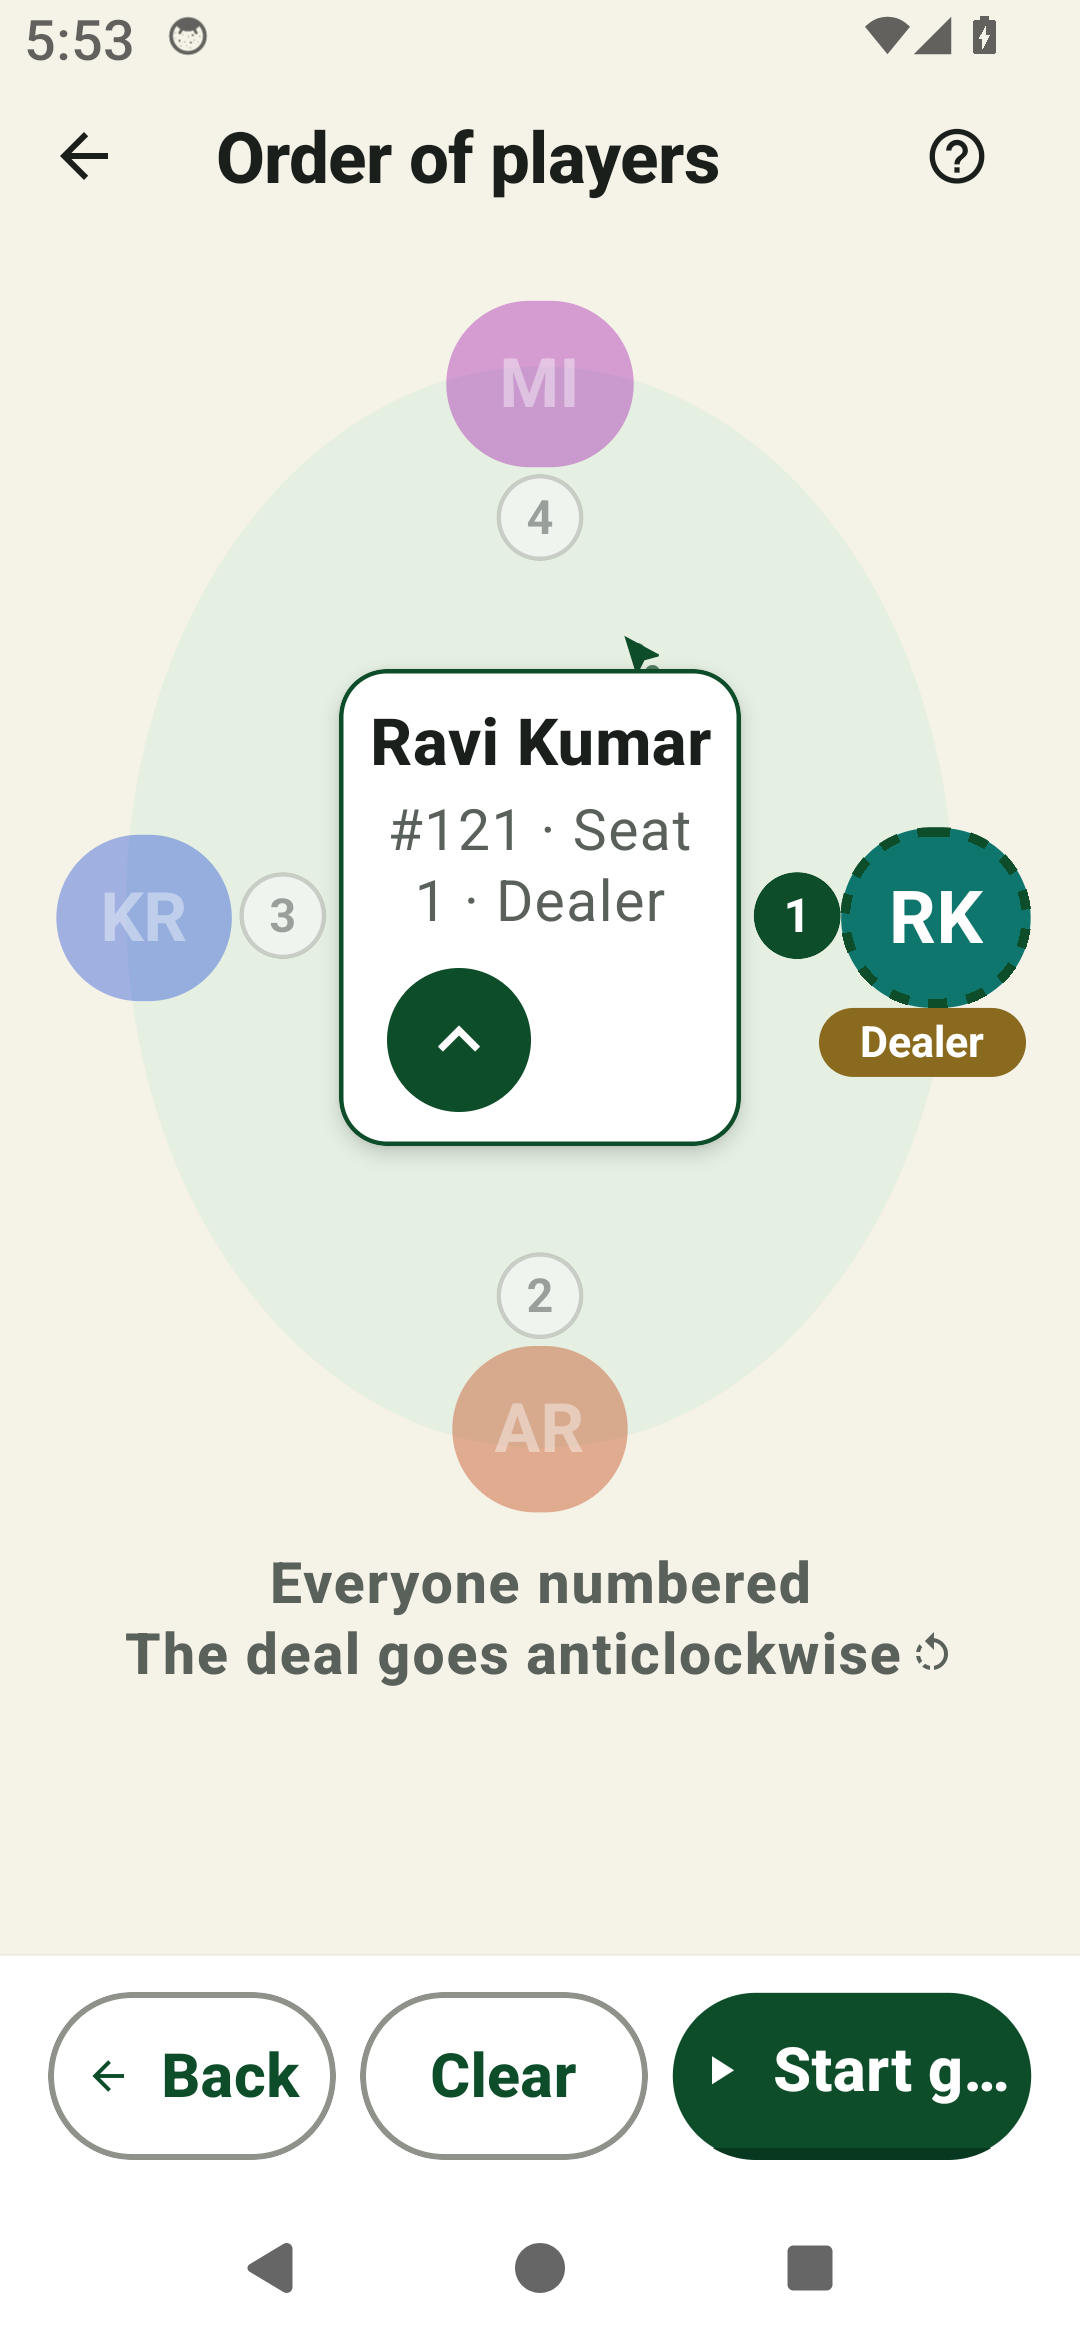 5:53
Order of players
MI
4
Ravi Kumar
#121 · Seat
1 · Dealer
KR
3
1
RK
Dealer
2
AR
Everyone numbered
The deal goes anticlockwise
Back
Clear
Start g...